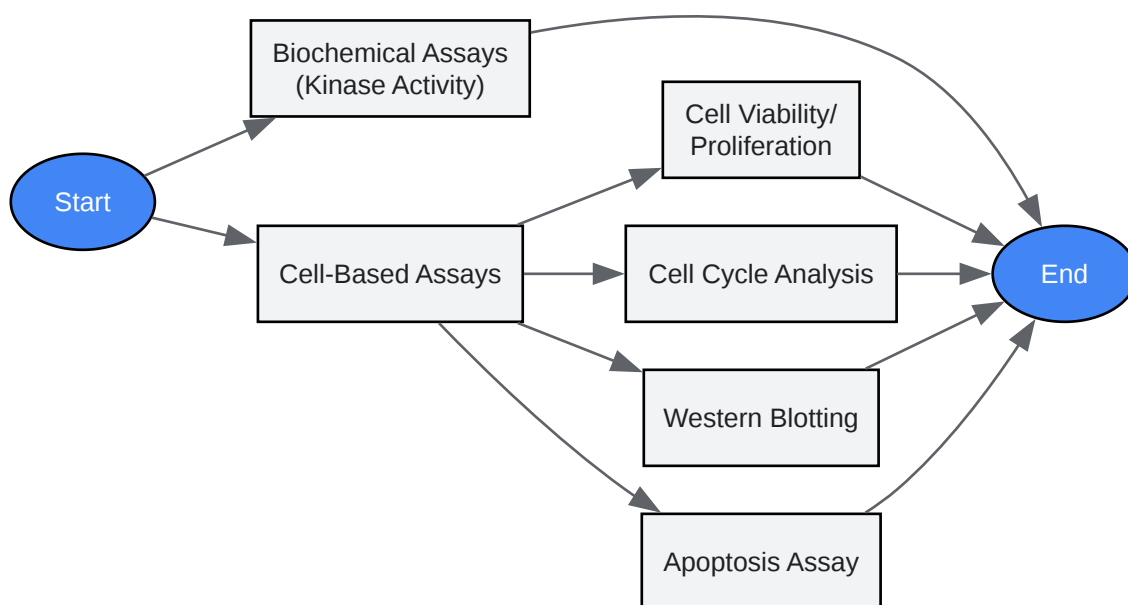 Biochemical Assays
(Kinase Activity)
Cell Viability/
Proliferation
Start
Cell-Based Assays
Cell Cycle Analysis
End
Western Blotting
Apoptosis Assay